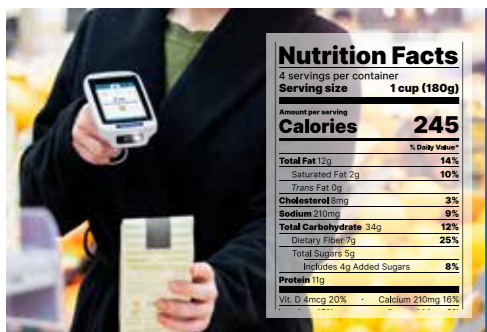 Nutrition Facts
4 servings per container
Serving size 1 cup (180g)
Amount per serving
Calories 245
% Daily Value*
Total Fat 12g 14%
Saturated Fat 2g 10%
Trans Fat 0g
Cholesterol 8mg 3%
Sodium 210mg 9%
Total Carbohydrate 34g 12%
Dietary Fiber 7g 25%
Total Sugars 5g
Includes 4g Added Sugars 8%
Protein 11g
Vit. D 4mcg 20% · Calcium 210mg 16%